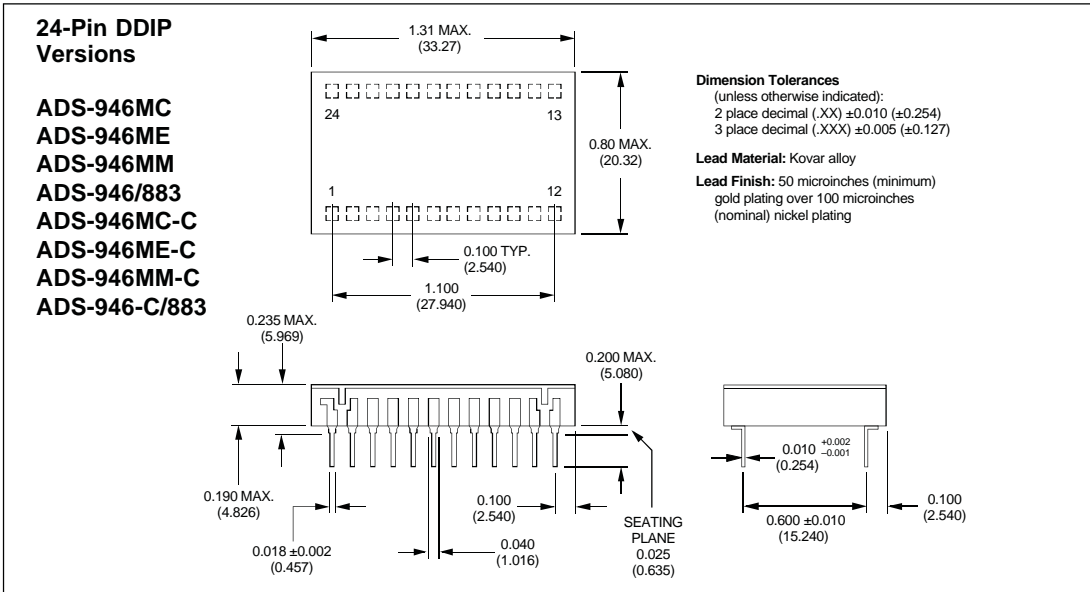 24-Pin DDIP
Versions
ADS-946MC
ADS-946ME
ADS-946MM
ADS-946/883
ADS-946MC-C
ADS-946ME-C
ADS-946MM-C
ADS-946-C/883
1.31 MAX.
(33.27)
24
13
1
12
0.80 MAX.
(20.32)
0.100 TYP.
(2.540)
1.100
(27.940)
Dimension Tolerances
(unless otherwise indicated):
2 place decimal (.XX) ±0.010 (±0.254)
3 place decimal (.XXX) ±0.005 (±0.127)
Lead Material: Kovar alloy
Lead Finish: 50 microinches (minimum)
gold plating over 100 microinches
(nominal) nickel plating
0.235 MAX.
(5.969)
0.200 MAX.
(5.080)
0.190 MAX.
(4.826)
0.018 ±0.002
(0.457)
0.040
(1.016)
0.100
(2.540)
SEATING
PLANE
0.025
(0.635)
0.010 +0.002
–0.001
(0.254)
0.600 ±0.010
(15.240)
0.100
(2.540)